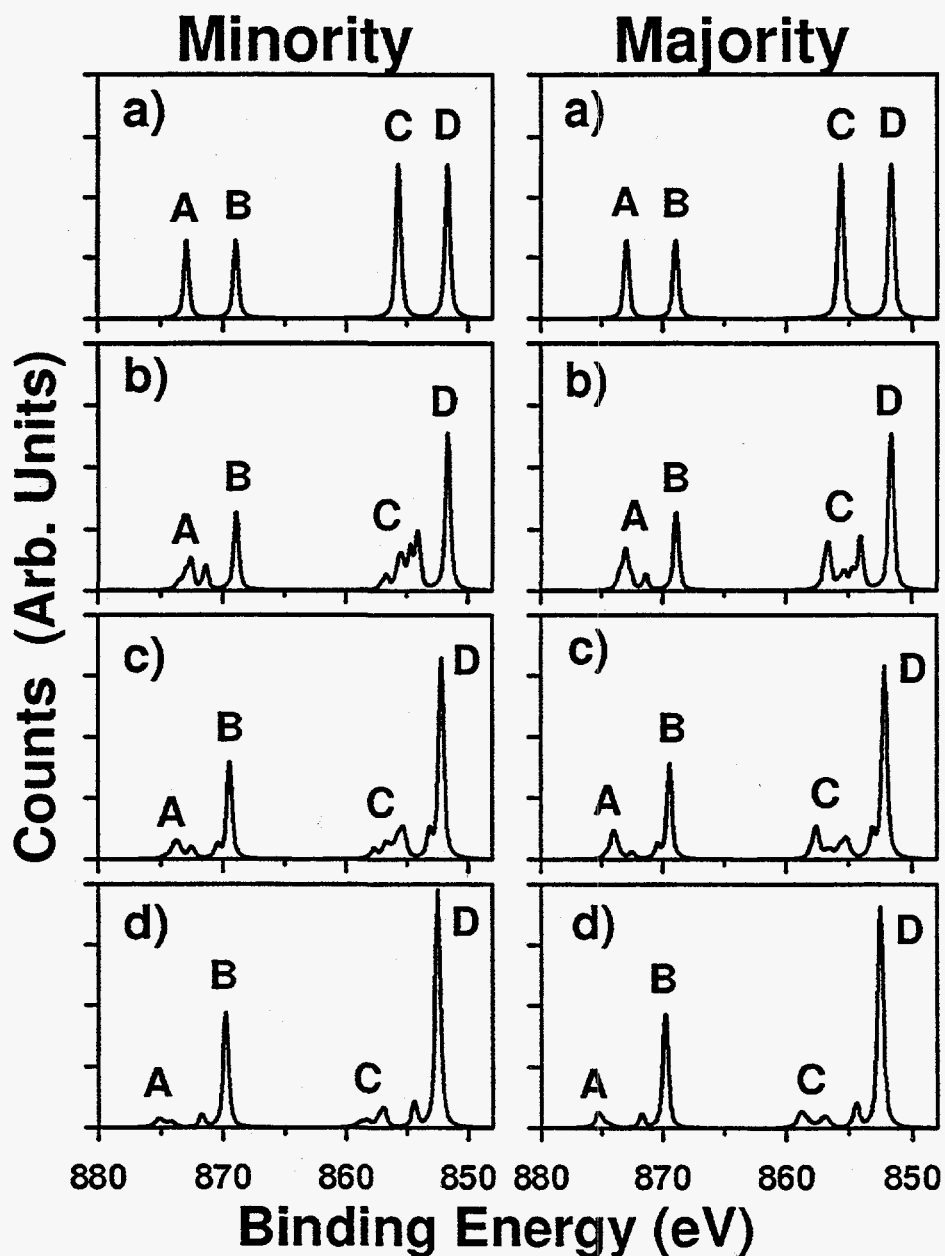 Minority Majority
a) A B C D
a) A B C D
b) A B C D
b) A B C D
c) A B C D
c) A B C D
d) A B C D
d) A B C D
880 870 860 850
880 870 860 850
Counts (Arb. Units)
Binding Energy (eV)